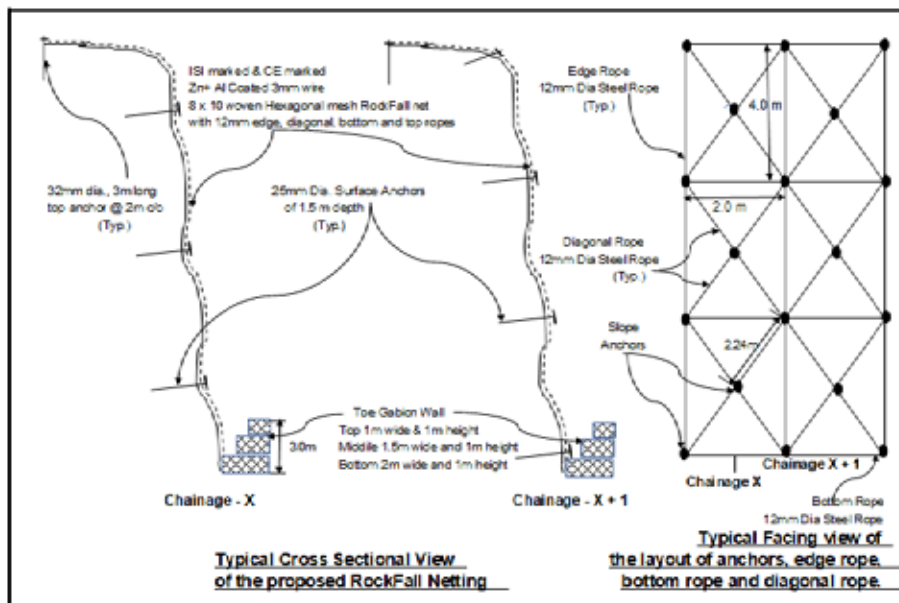 ISI marked & CE marked
Zn+ Al Coated 3mm wire
8 x 10 woven Hexagonal mesh RockFall net
with 12mm edge, diagonal, bottom and top ropes
32mm dia., 3m long
top anchor @ 2m c/c
(Typ.)
25mm Dia. Surface Anchors
of 1.5 m depth
(Typ.)
Toe Gabion Wall
Top 1m wide & 1m height
Middile 1.5m wide and 1m height
Bottom 2m wide and 1m height
3.0m
Chainage - X
Chainage - X + 1
Typical Cross Sectional View
of the proposed RockFall Netting
Edge Rope
12mm Dia Steel Rope
(Typ.)
4.0 m
2.0 m
Diagonal Rope
12mm Dia Steel Rope
(Typ.)
Slope
Anchors
2.24m
Chainage X
Chainage X + 1
Bottom Rope
12mm Dia Steel Rope
Typical Facing view of
the layout of anchors, edge rope,
bottom rope and diagonal rope.